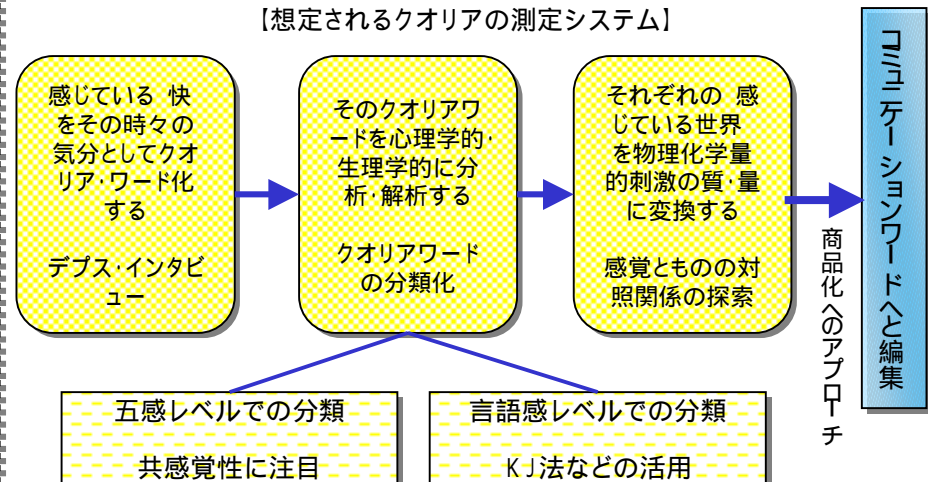 【想定されるクオリアの測定システム】
感じている 快
をその時々の
気分としてクオ
リア・ワード化
する
デプス・インタビ
ュー
そのクオリアワ
ードを心理学的・
生理学的に分
析・解析する
クオリアワード
の分類化
それぞれの 感
じている世界
を物理化学量
的刺激の質・量
に変換する
感覚とものの対
照関係の探索
商品化へのアプローチ
コミュニケーションワードへと編集
五感レベルでの分類
共感覚性に注目
言語感レベルでの分類
KJ法などの活用